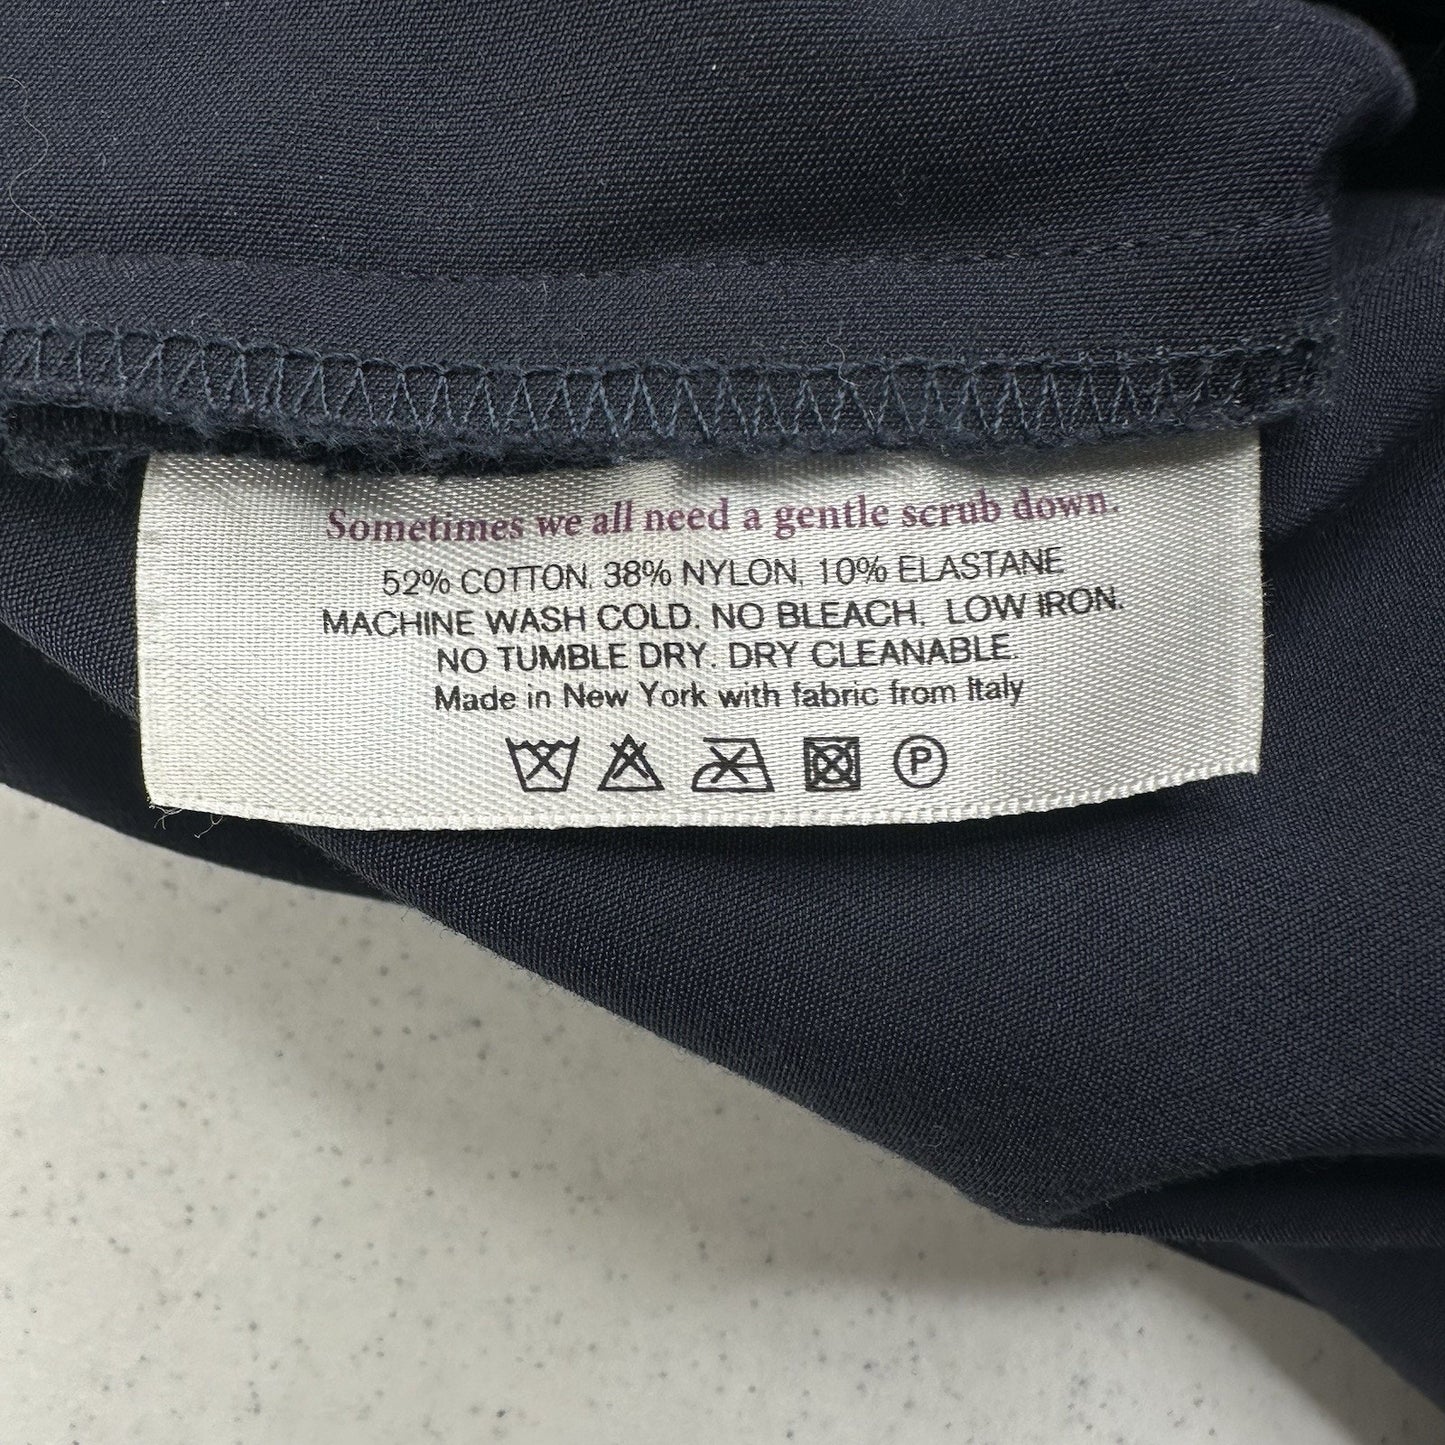 Sometimes we all need a gentle scrub down.
52% COTTON, 38% NYLON, 10% ELASTANE
MACHINE WASH COLD. NO BLEACH. LOW IRON.
NO TUMBLE DRY. DRY CLEANABLE.
Made in New York with fabric from Italy
P